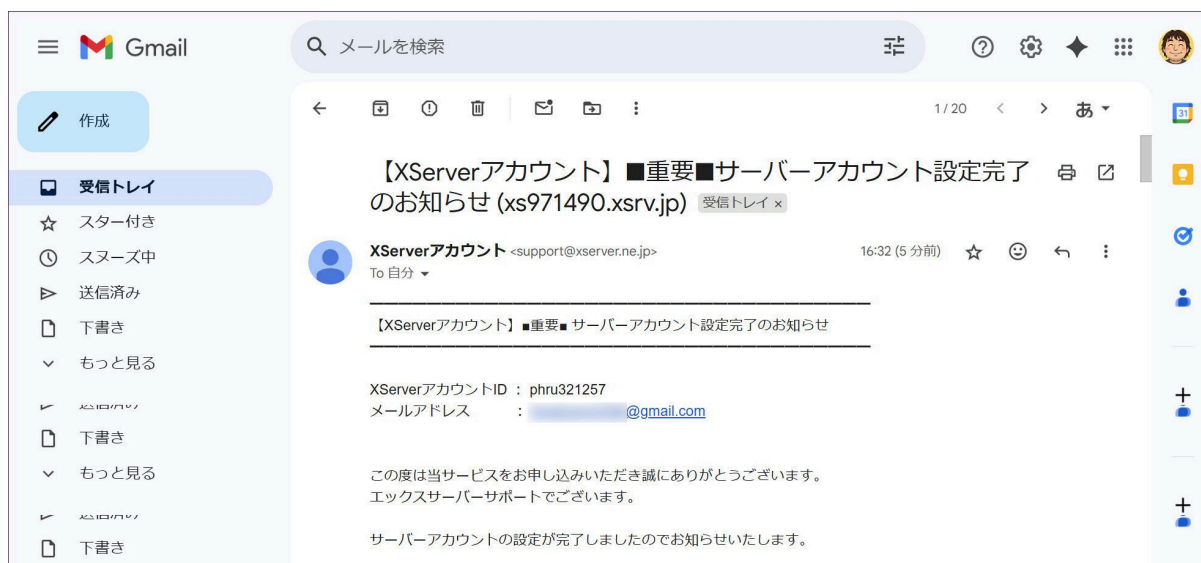 Gmail
メールを検索
作成
1 / 20
あ
31
受信トレイ
スター付き
スヌーズ中
送信済み
下書き
もっと見る
下書き
もっと見る
下書き
【XServerアカウント】■重要■サーバーアカウント設定完了
のお知らせ (xs971490.xsrv.jp) 受信トレイ ×
XServerアカウント <support@xserver.ne.jp> 16:32 (5 分前)
To 自分
【XServerアカウント】■重要■ サーバーアカウント設定完了のお知らせ
XServerアカウントID : phru321257
メールアドレス : @gmail.com
この度は当サービスをお申し込みいただき誠にありがとうございます。
エックスサーバーサポートでございます。
サーバーアカウントの設定が完了しましたのでお知らせいたします。